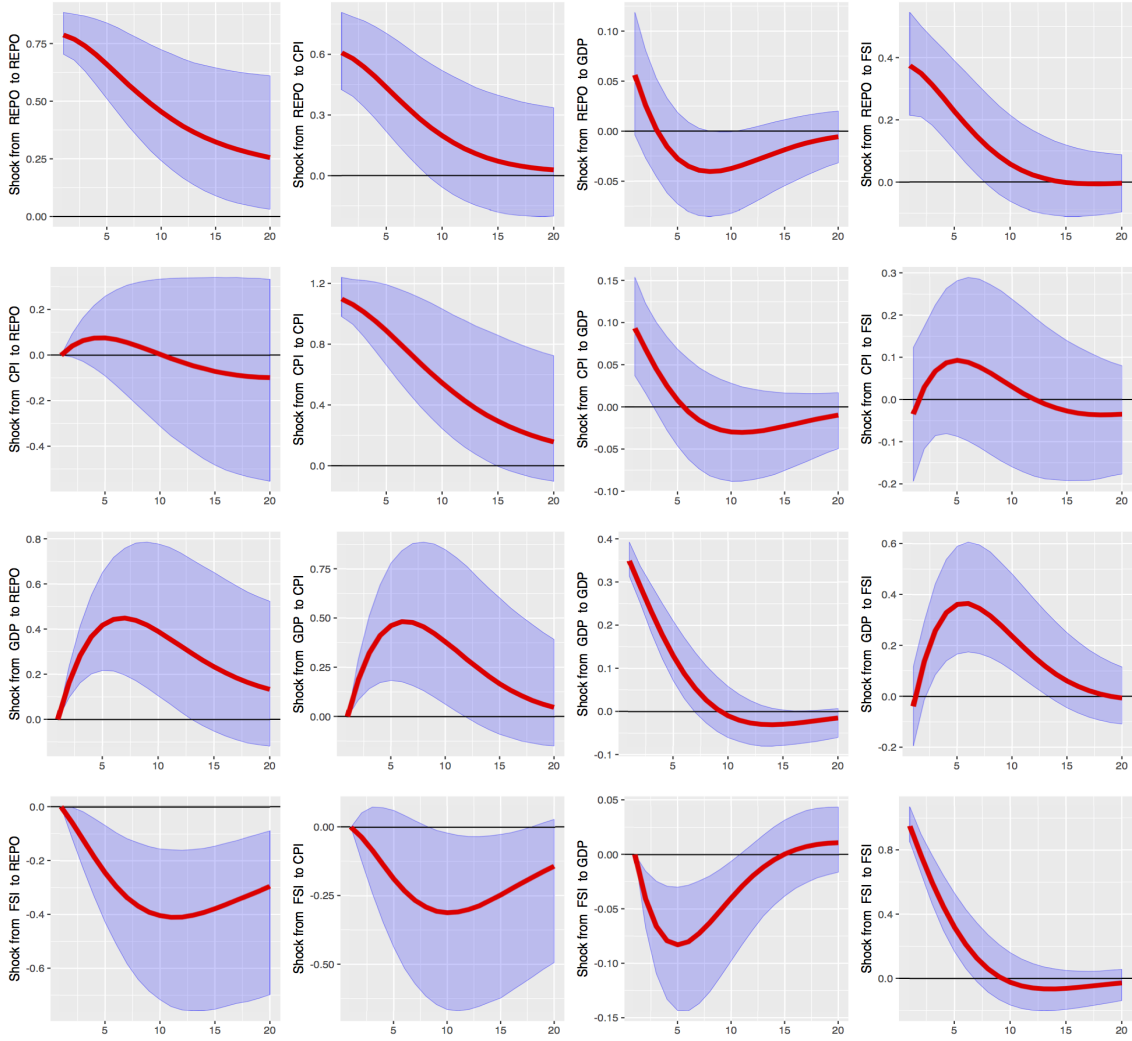 Shock from REPO to REPO
0.75
0.50
0.25
0.00
5 10 15 20
Shock from REPO to CPI
0.6
0.3
0.0
5 10 15 20
Shock from REPO to GDP
0.10
0.05
0.00
-0.05
5 10 15 20
Shock from REPO to FSI
0.4
0.2
0.0
5 10 15 20
Shock from CPI to REPO
0.2
0.0
-0.2
-0.4
5 10 15 20
Shock from CPI to CPI
1.2
0.8
0.4
0.0
5 10 15 20
Shock from CPI to GDP
0.15
0.10
0.05
0.00
-0.05
-0.10
5 10 15 20
Shock from CPI to FSI
0.3
0.2
0.1
0.0
-0.1
-0.2
5 10 15 20
Shock from GDP to REPO
0.8
0.6
0.4
0.2
0.0
5 10 15 20
Shock from GDP to CPI
0.75
0.50
0.25
0.00
5 10 15 20
Shock from GDP to GDP
0.4
0.3
0.2
0.1
0.0
-0.1
5 10 15 20
Shock from GDP to FSI
0.6
0.4
0.2
0.0
-0.2
5 10 15 20
Shock from FSI to REPO
0.0
-0.2
-0.4
-0.6
5 10 15 20
Shock from FSI to CPI
0.00
-0.25
-0.50
5 10 15 20
Shock from FSI to GDP
0.05
0.00
-0.05
-0.10
-0.15
5 10 15 20
Shock from FSI to FSI
0.8
0.4
0.0
5 10 15 20